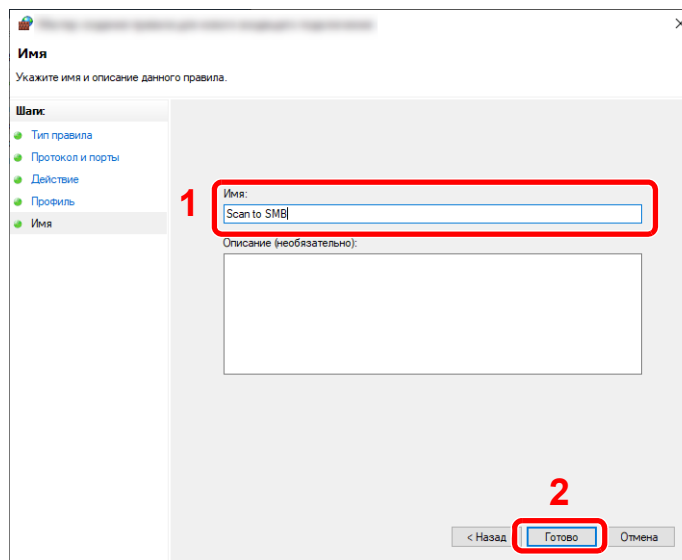 Имя
Укажите имя и описание данного правила.
Шаги:
Тип правила
Протокол и порты
Действие
Профиль
Имя
1
Имя:
Scan to SMB
Описание (необязательно):
2
< Назад
Готово
Отмена